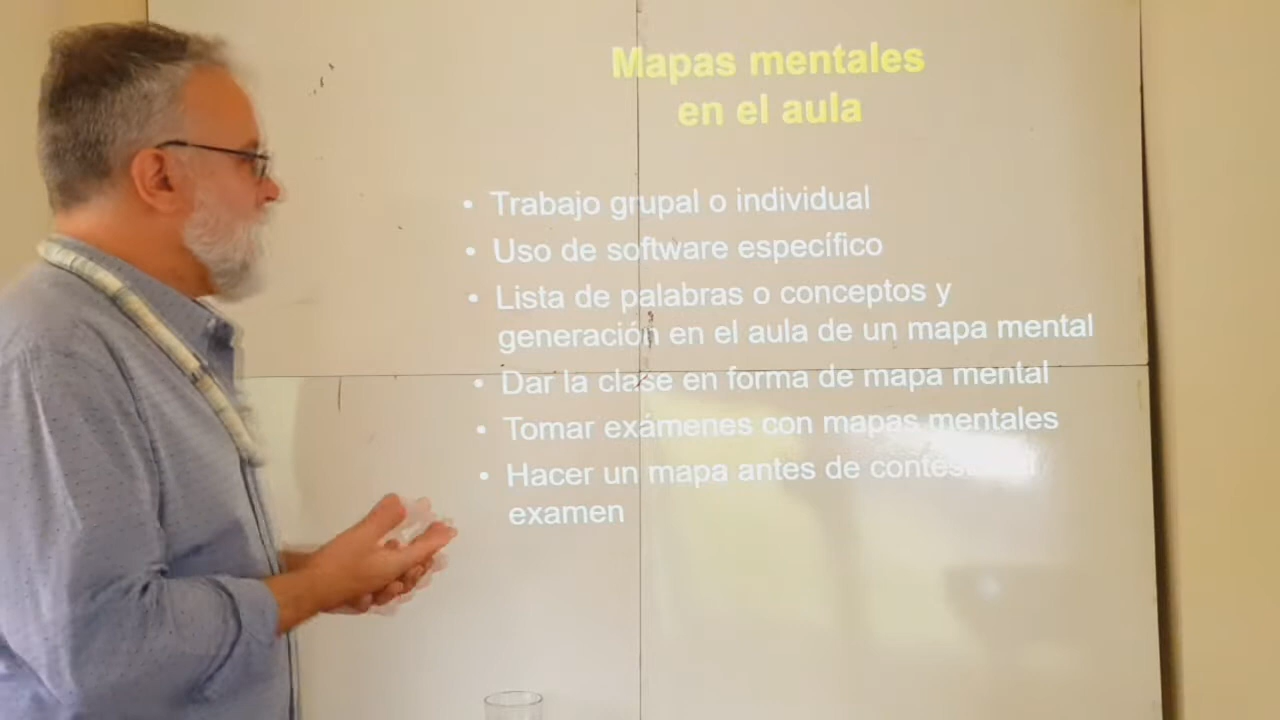 Mapas mentales
en el aula
• Trabajo grupal o individual
• Uso de software específico
• Lista de palabras o conceptos y
generación en el aula de un mapa mental
• Dar la clase en forma de mapa mental
• Tomar exámenes con mapas mentales
• Hacer un mapa antes de
examen